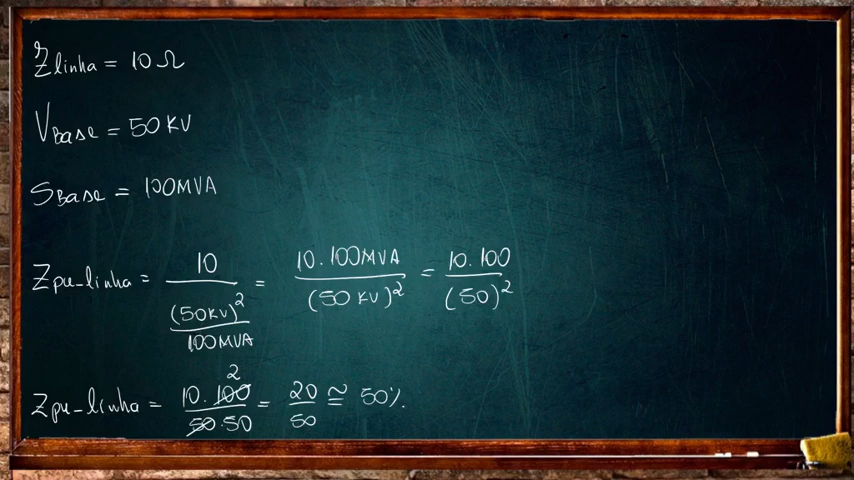 Zlinha = 10 Ω
VBase = 50 KV
SBase = 100MVA
Zpu-linha = 10 / ((50KV)² / 100MVA) = 10.100MVA / (50 KV)² = 10.100 / (50)²
Zpu-linha = 10.100 2 / 50.50 = 20 / 50 ≅ 50%.